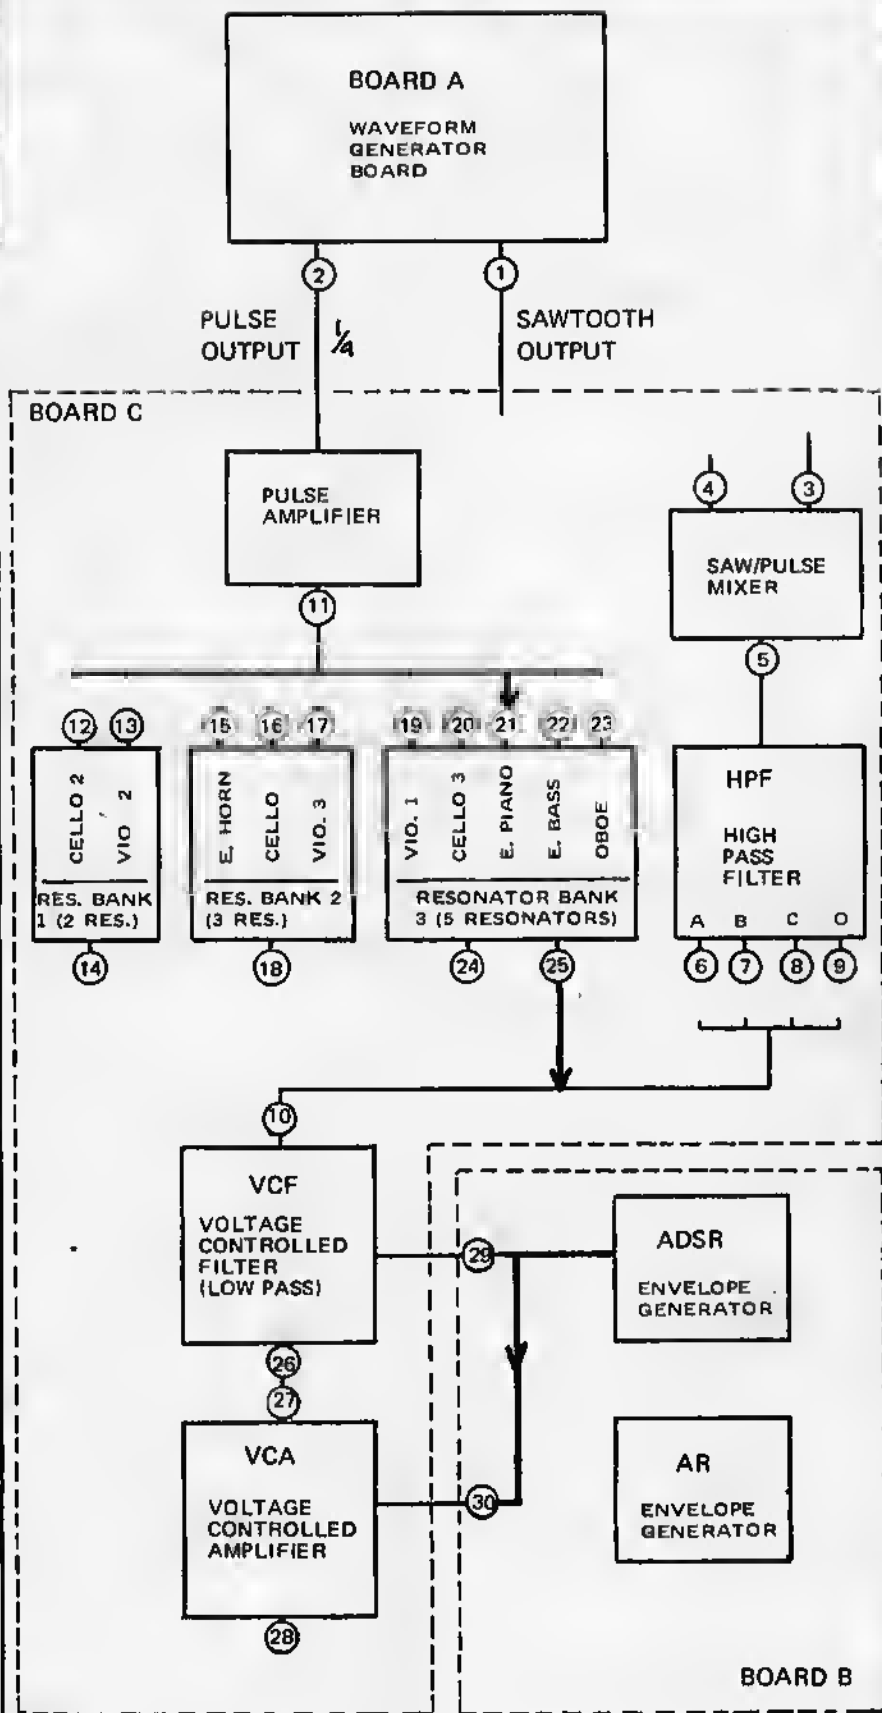 BOARD A
WAVEFORM
GENERATOR
BOARD
2
1
PULSE
OUTPUT
1/4
SAWTOOTH
OUTPUT
BOARD C
PULSE
AMPLIFIER
11
4
3
SAW/PULSE
MIXER
5
12
13
CELLO 2
VIO 2
RES. BANK
1 (2 RES.)
14
15
16
17
E. HORN
CELLO
VIO. 3
RES. BANK 2
(3 RES.)
18
19
20
21
22
23
VIO. 1
CELLO 3
E. PIANO
E. BASS
OBOE
RESONATOR BANK
3 (5 RESONATORS)
24
25
HPF
HIGH
PASS
FILTER
A B C O
6
7
8
9
10
VCF
VOLTAGE
CONTROLLED
FILTER
(LOW PASS)
29
ADSR
ENVELOPE
GENERATOR
26
27
VCA
VOLTAGE
CONTROLLED
AMPLIFIER
30
AR
ENVELOPE
GENERATOR
28
BOARD B